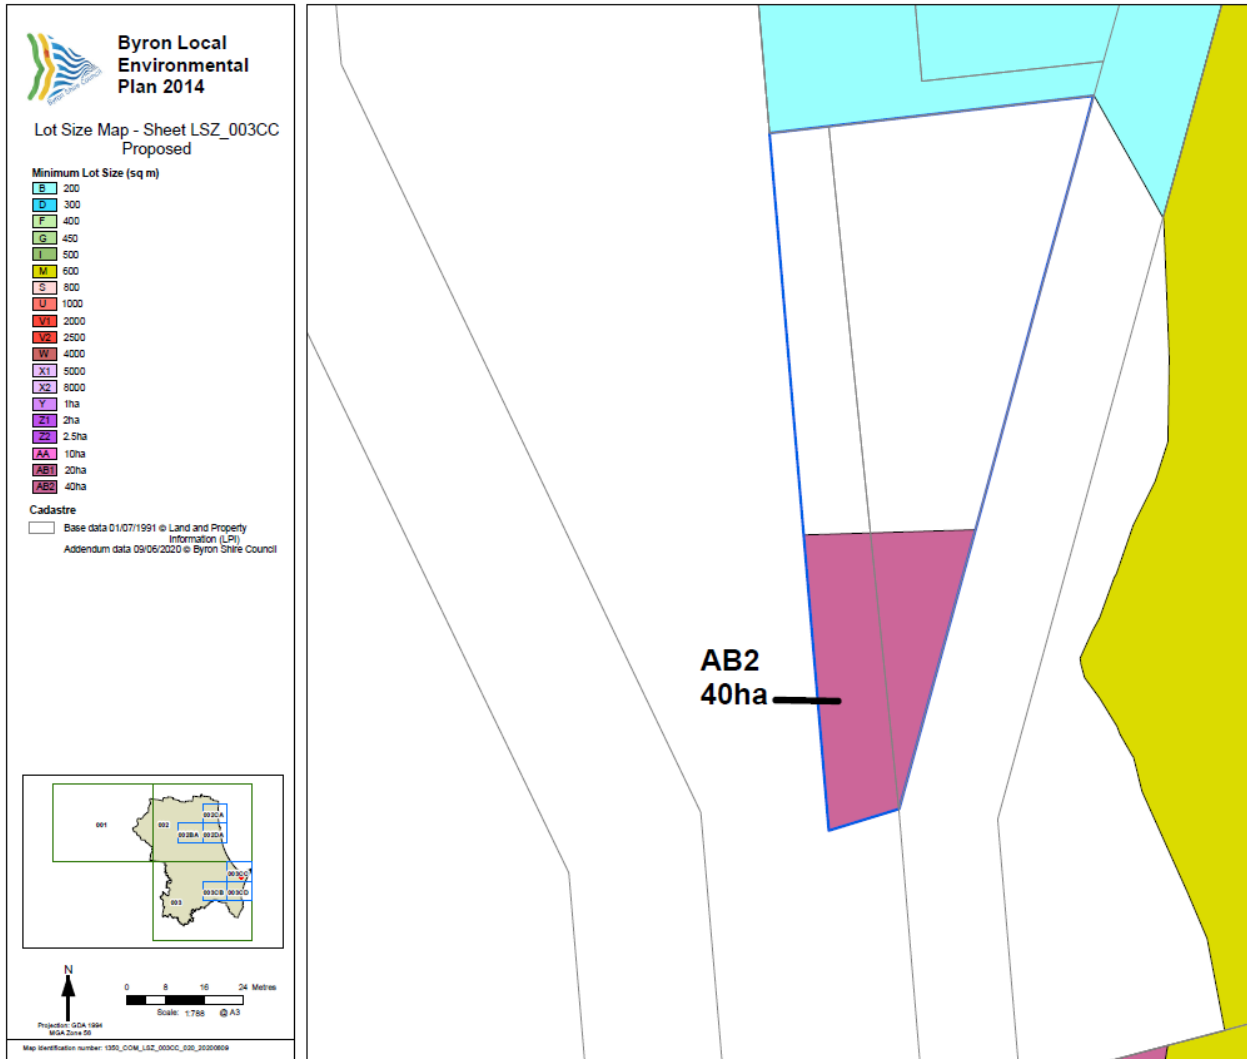 Byron Local
Environmental
Plan 2014
Byron Shire Council
Lot Size Map - Sheet LSZ_003CC
Proposed
Minimum Lot Size (sq m)
B 200
D 300
F 400
G 450
I 500
M 600
S 800
U 1000
V1 2000
V2 2500
W 4000
X1 5000
X2 8000
Y 1ha
Z1 2ha
Z2 2.5ha
AA 10ha
AB1 20ha
AB2 40ha
Cadastre
Base data 01/07/1991 © Land and Property
Information (LPI)
Addendum data 09/06/2020 © Byron Shire Council
AB2
40ha
001
002
002CA
002BA 002DA
003CC
003
003CB 003CD
N
0 8 16 24 Metres
Scale: 1:788 @ A3
Projection: GDA 1994
MGA Zone 56
Map identification number: 1350_COM_LSZ_003CC_020_20200609